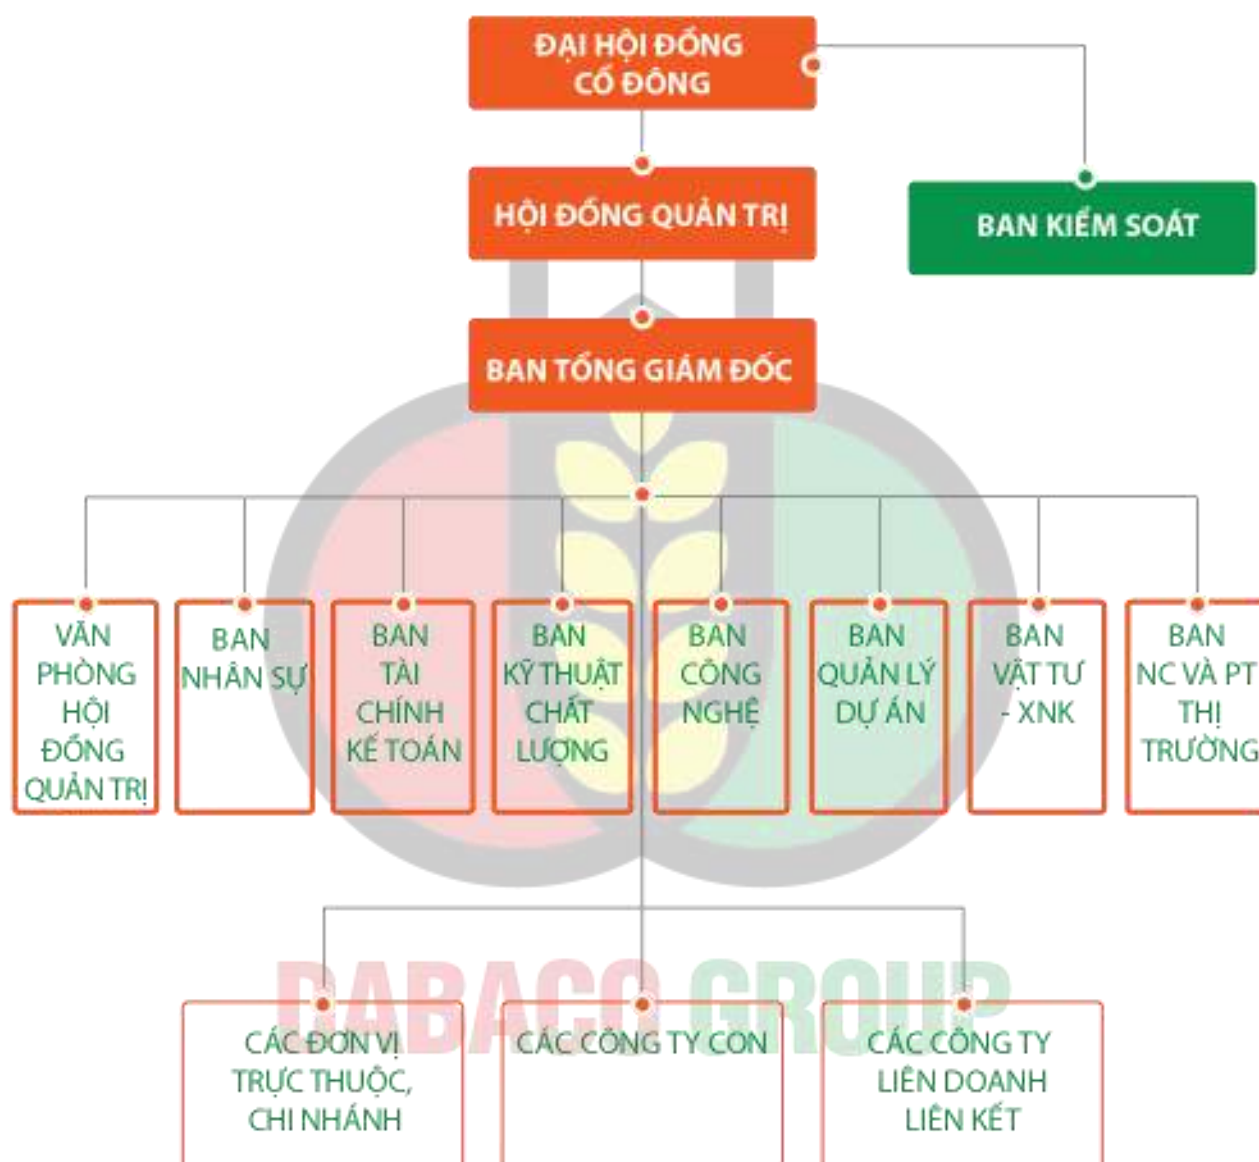 ĐẠI HỘI ĐỒNG
CỔ ĐÔNG
HỘI ĐỒNG QUẢN TRỊ
BAN KIỂM SOÁT
BAN TỔNG GIÁM ĐỐC
VĂN
PHÒNG
HỘI
ĐỒNG
QUẢN TRỊ
BAN
NHÂN SỰ
BAN
TÀI
CHÍNH
KẾ TOÁN
BAN
KỸ THUẬT
CHẤT
LƯỢNG
BAN
CÔNG
NGHỆ
BAN
QUẢN LÝ
DỰ ÁN
BAN
VẬT TƯ
- XNK
BAN
NC VÀ PT
THỊ
TRƯỜNG
DABACO GROUP
CÁC ĐƠN VỊ
TRỰC THUỘC,
CHI NHÁNH
CÁC CÔNG TY CON
CÁC CÔNG TY
LIÊN DOANH
LIÊN KẾT